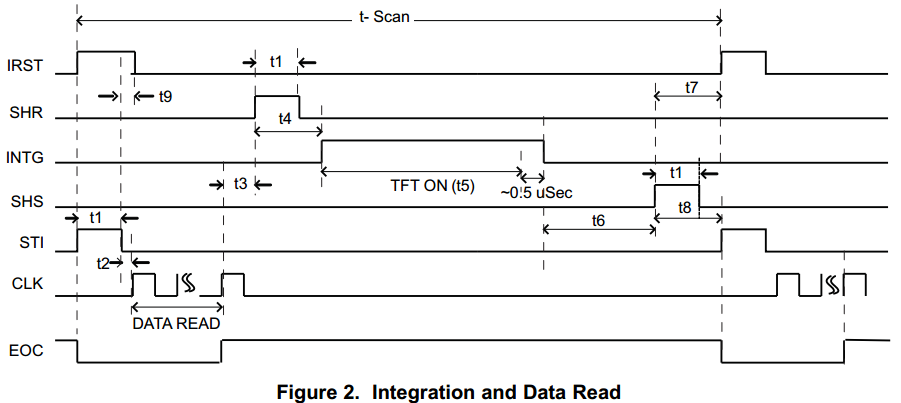 t- Scan
IRST
t1
t9
t7
SHR
t4
INTG
t3
TFT ON (t5)
~0.5 uSec
t1
SHS
t1
t6
t8
STI
t2
CLK
DATA READ
EOC
Figure 2. Integration and Data Read